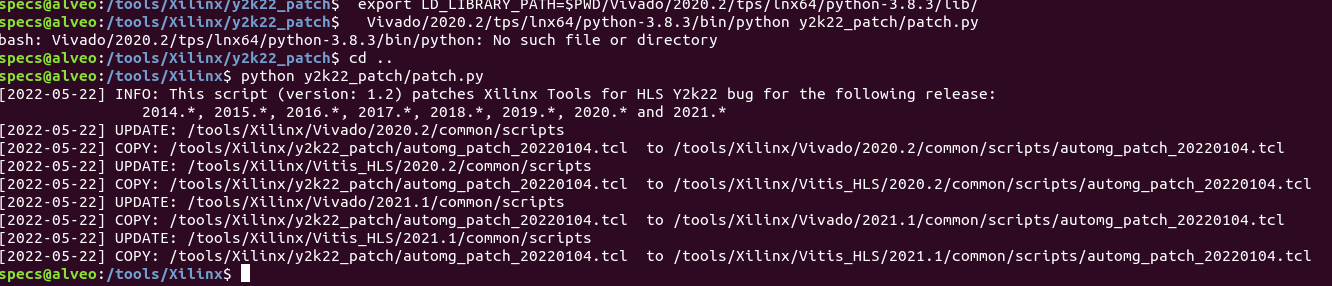 specs@alveo:/tools/Xilinx/y2k22_patch$  export LD_LIBRARY_PATH=$PWD/Vivado/2020.2/tps/lnx64/python-3.8.3/lib/
specs@alveo:/tools/Xilinx/y2k22_patch$   Vivado/2020.2/tps/lnx64/python-3.8.3/bin/python y2k22_patch/patch.py
bash: Vivado/2020.2/tps/lnx64/python-3.8.3/bin/python: No such file or directory
specs@alveo:/tools/Xilinx/y2k22_patch$ cd ..
specs@alveo:/tools/Xilinx$ python y2k22_patch/patch.py
[2022-05-22] INFO: This script (version: 1.2) patches Xilinx Tools for HLS Y2k22 bug for the following release:
                2014.*, 2015.*, 2016.*, 2017.*, 2018.*, 2019.*, 2020.* and 2021.*
[2022-05-22] UPDATE: /tools/Xilinx/Vivado/2020.2/common/scripts
[2022-05-22] COPY: /tools/Xilinx/y2k22_patch/automg_patch_20220104.tcl  to /tools/Xilinx/Vivado/2020.2/common/scripts/automg_patch_20220104.tcl
[2022-05-22] UPDATE: /tools/Xilinx/Vitis_HLS/2020.2/common/scripts
[2022-05-22] COPY: /tools/Xilinx/y2k22_patch/automg_patch_20220104.tcl  to /tools/Xilinx/Vitis_HLS/2020.2/common/scripts/automg_patch_20220104.tcl
[2022-05-22] UPDATE: /tools/Xilinx/Vivado/2021.1/common/scripts
[2022-05-22] COPY: /tools/Xilinx/y2k22_patch/automg_patch_20220104.tcl  to /tools/Xilinx/Vivado/2021.1/common/scripts/automg_patch_20220104.tcl
[2022-05-22] UPDATE: /tools/Xilinx/Vitis_HLS/2021.1/common/scripts
[2022-05-22] COPY: /tools/Xilinx/y2k22_patch/automg_patch_20220104.tcl  to /tools/Xilinx/Vitis_HLS/2021.1/common/scripts/automg_patch_20220104.tcl
specs@alveo:/tools/Xilinx$